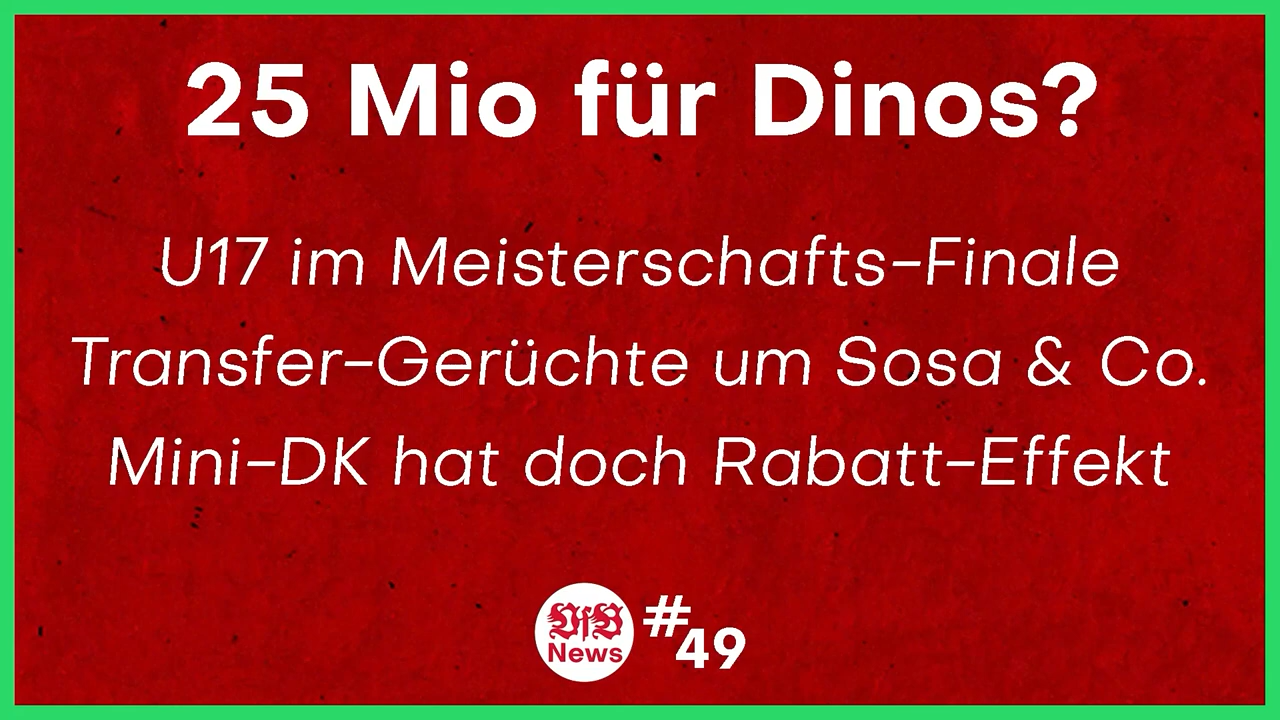 25 Mio für Dinos?
U17 im Meisterschafts-Finale
Transfer-Gerüchte um Sosa & Co.
Mini-DK hat doch Rabatt-Effekt
VfB
News
#49